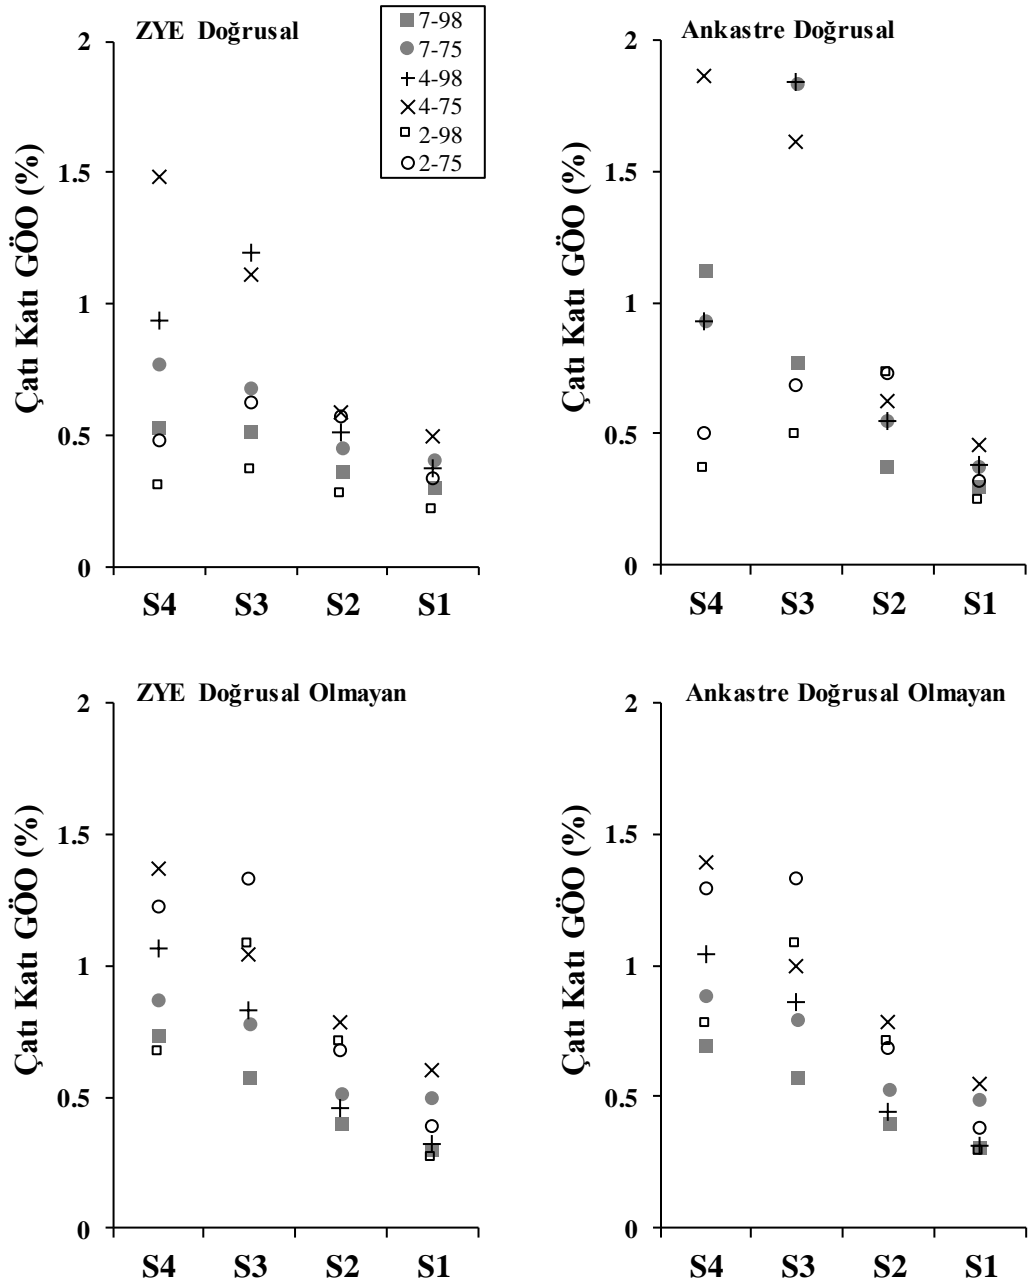 ZYE Doğrusal
7-98
7-75
4-98
4-75
2-98
2-75
Çatı Katı GÖO (%)
2
1.5
1
0.5
0
S4 S3 S2 S1
Ankastre Doğrusal
Çatı Katı GÖO (%)
2
1.5
1
0.5
0
S4 S3 S2 S1
ZYE Doğrusal Olmayan
Çatı Katı GÖO (%)
2
1.5
1
0.5
0
S4 S3 S2 S1
Ankastre Doğrusal Olmayan
Çatı Katı GÖO (%)
2
1.5
1
0.5
0
S4 S3 S2 S1